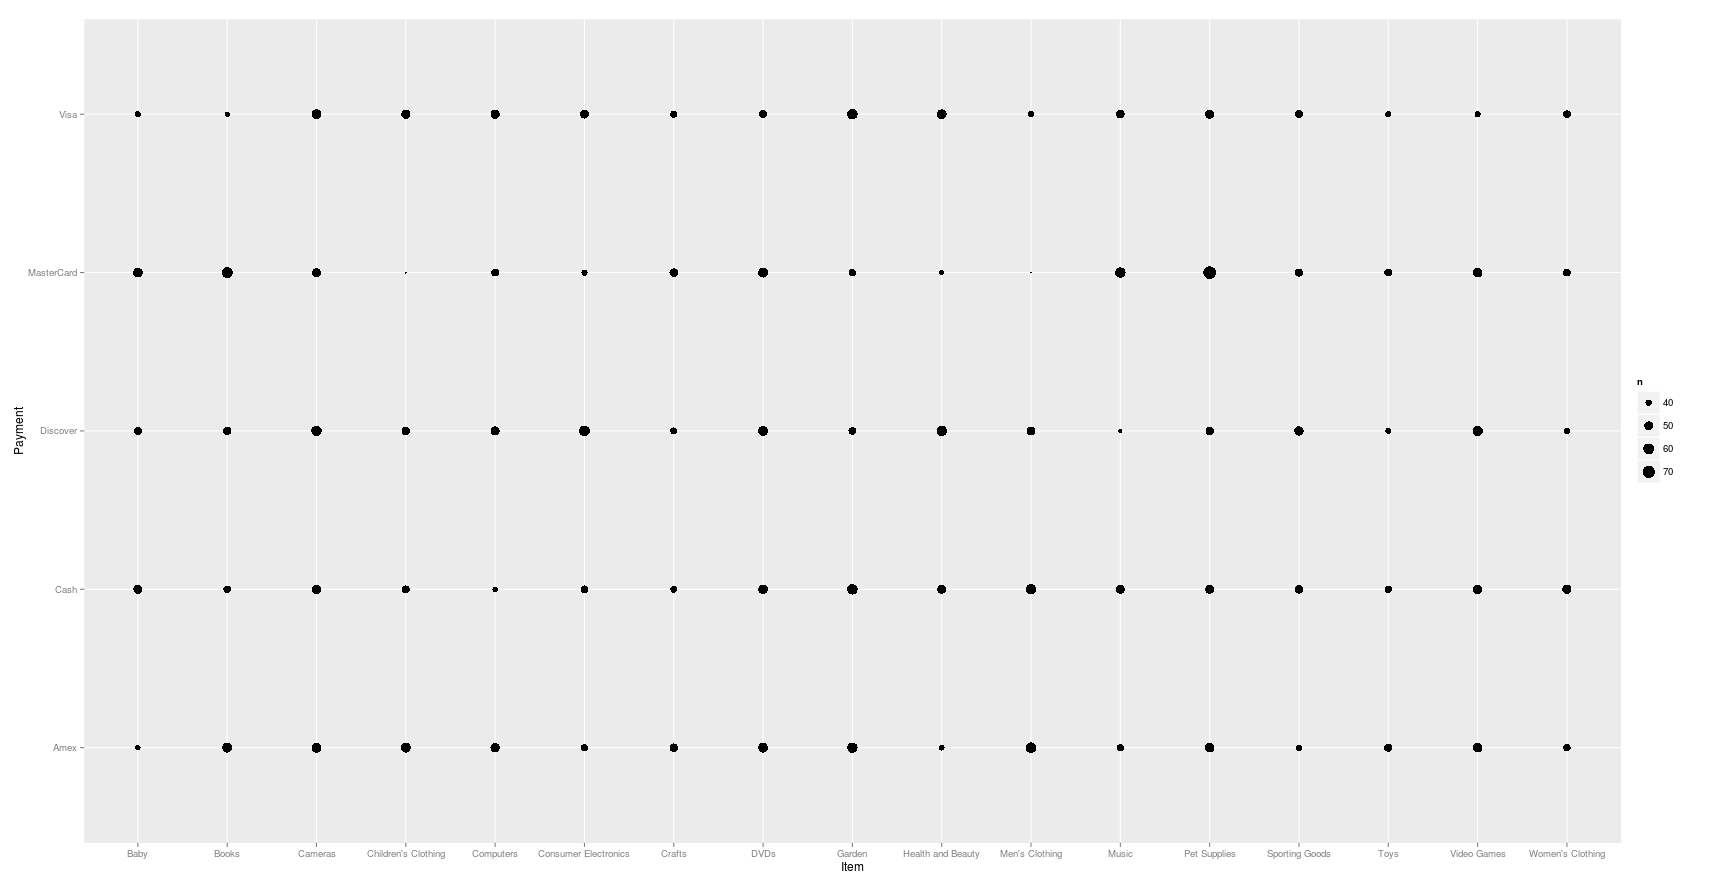 Visa
MasterCard
Discover
Cash
Amex
Payment
Baby Books Cameras Children's Clothing Computers Consumer Electronics Crafts DVDs Garden Health and Beauty Men's Clothing Music Pet Supplies Sporting Goods Toys Video Games Women's Clothing
Item
n
40
50
60
70